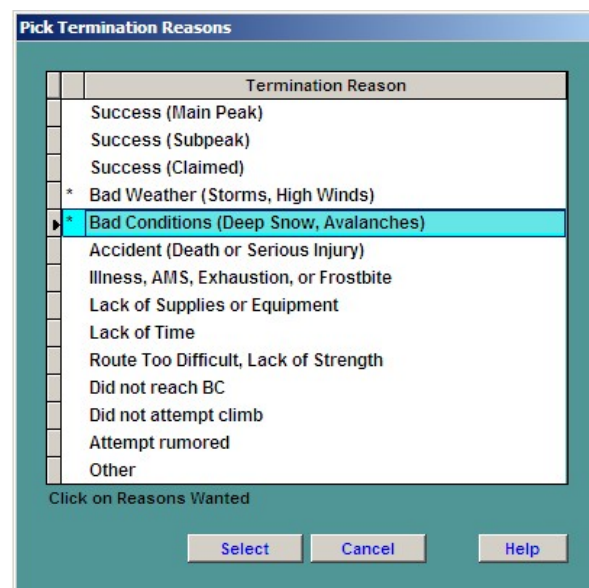 Pick Termination Reasons
Termination Reason
Success (Main Peak)
Success (Subpeak)
Success (Claimed)
* Bad Weather (Storms, High Winds)
* Bad Conditions (Deep Snow, Avalanches)
Accident (Death or Serious Injury)
Illness, AMS, Exhaustion, or Frostbite
Lack of Supplies or Equipment
Lack of Time
Route Too Difficult, Lack of Strength
Did not reach BC
Did not attempt climb
Attempt rumored
Other
Click on Reasons Wanted
Select Cancel Help